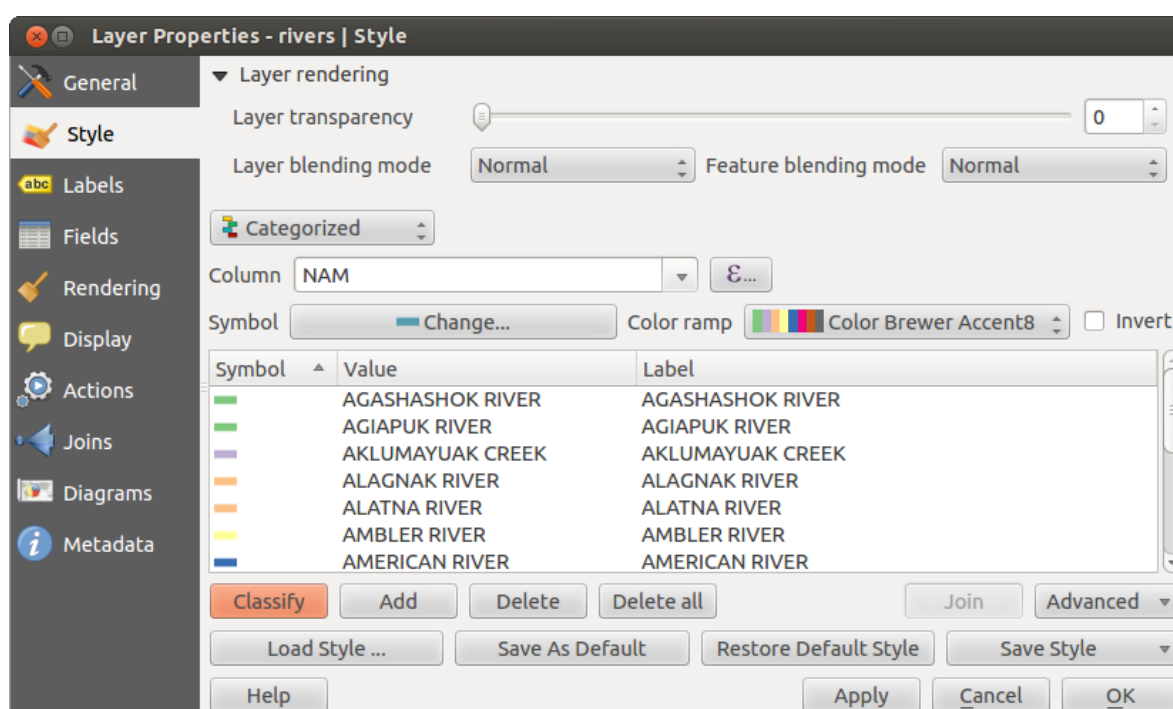 Layer Properties - rivers | Style
General
Style
abc Labels
Fields
Rendering
Display
Actions
Joins
Diagrams
i Metadata
Layer rendering
Layer transparency 0
Layer blending mode Normal Feature blending mode Normal
Categorized
Column NAM ε...
Symbol Change... Color ramp Color Brewer Accent8 Invert
Symbol Value Label
AGASHASHOK RIVER AGASHASHOK RIVER
AGIAPUK RIVER AGIAPUK RIVER
AKLUMAYUAK CREEK AKLUMAYUAK CREEK
ALAGNAK RIVER ALAGNAK RIVER
ALATNA RIVER ALATNA RIVER
AMBLER RIVER AMBLER RIVER
AMERICAN RIVER AMERICAN RIVER
Classify Add Delete Delete all Join Advanced
Load Style ... Save As Default Restore Default Style Save Style
Help Apply Cancel OK